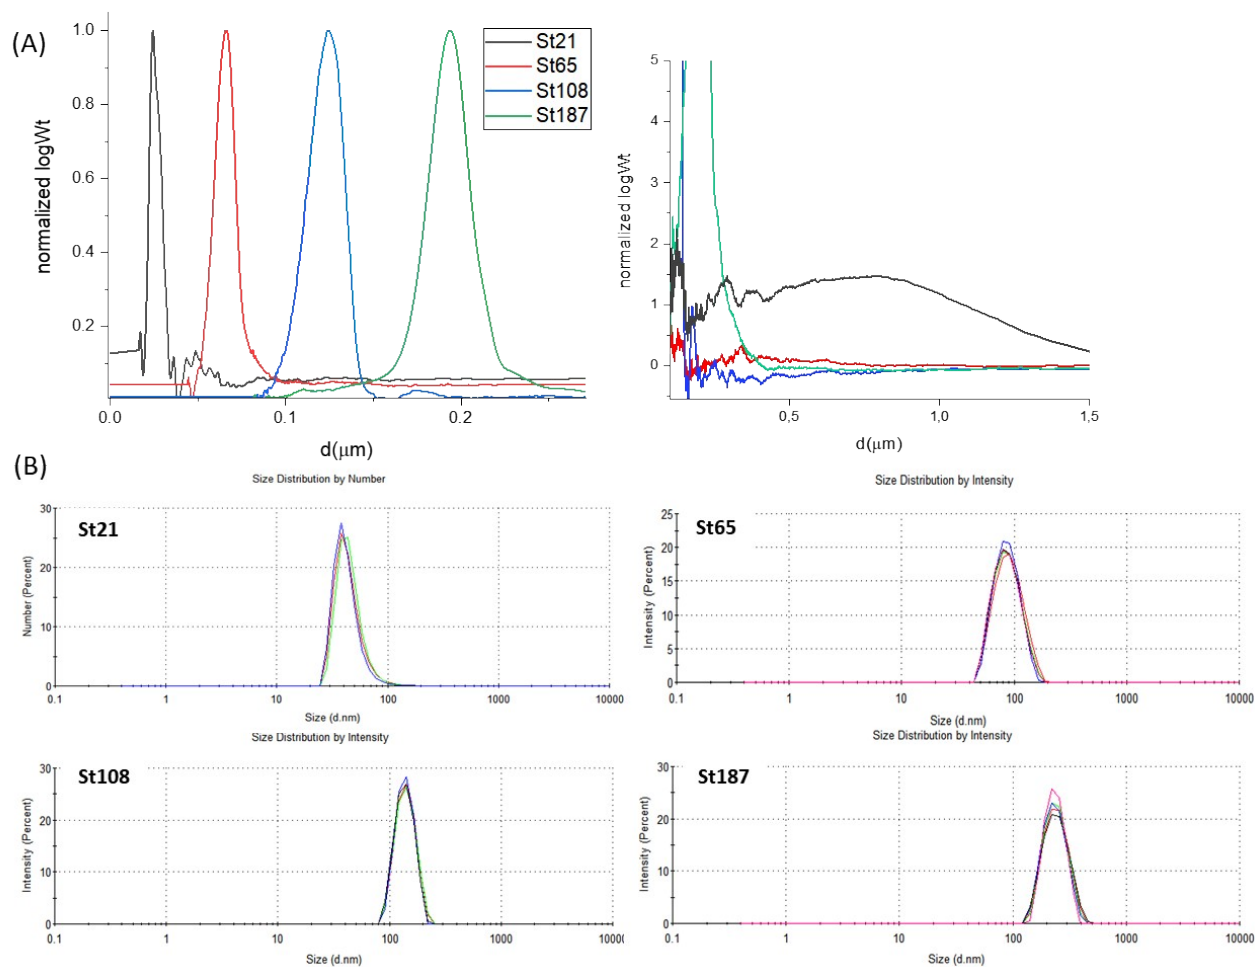 (A)
St21
St65
St108
St187
normalized logWt
1.0
0.8
0.6
0.4
0.2
0.0
0.1
0.2
d(μm)
normalized logWt
5
4
3
2
1
0
0,5
1,0
1,5
d(μm)
(B)
Size Distribution by Number
St21
Number (Percent)
30
20
10
0
0.1
1
10
100
1000
10000
Size (d.nm)
Size Distribution by Intensity
St65
Intensity (Percent)
25
20
15
10
5
0
0.1
1
10
100
1000
10000
Size (d.nm)
Size Distribution by Intensity
St108
Intensity (Percent)
30
20
10
0
0.1
1
10
100
1000
10000
Size (d.nm)
Size Distribution by Intensity
St187
Intensity (Percent)
30
20
10
0
0.1
1
10
100
1000
10000
Size (d.nm)